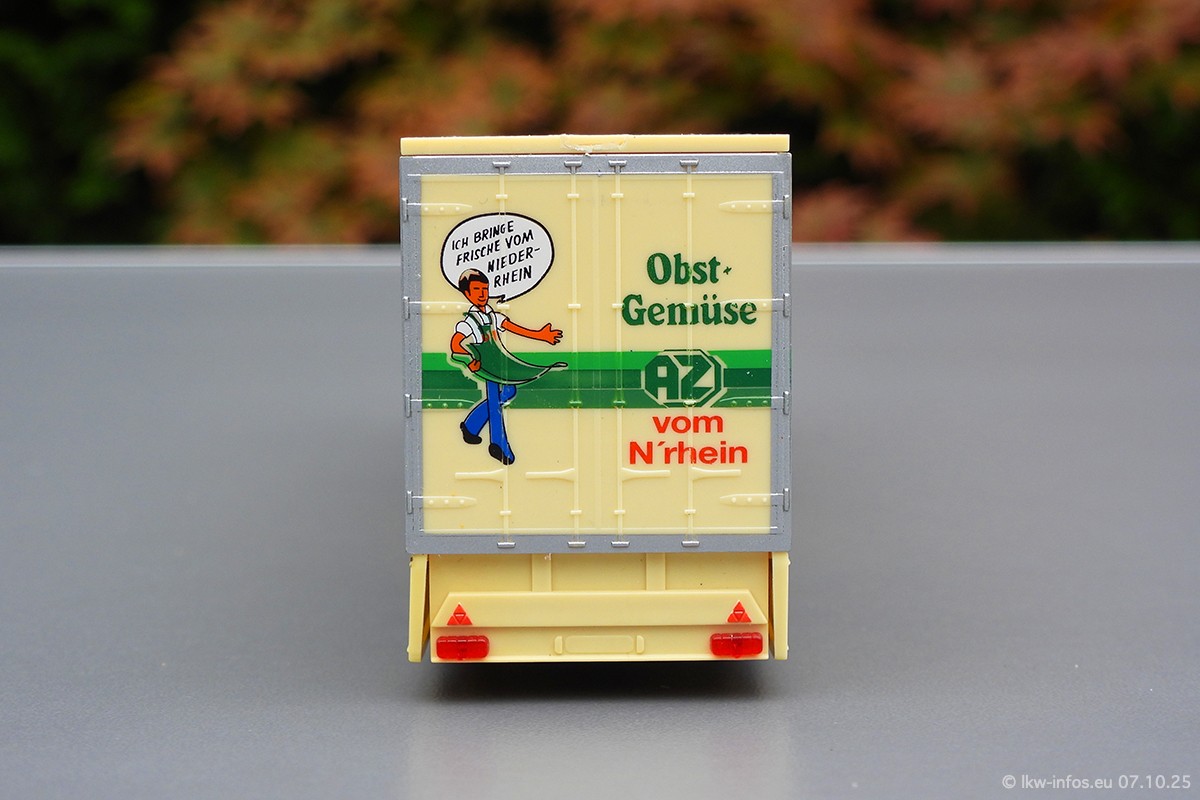 ICH BRINGE
FRISCHE VOM
NIEDER-
RHEIN
Obst-
Gemüse
AZ
vom
N'rhein
© lkw-infos.eu 07.10.25